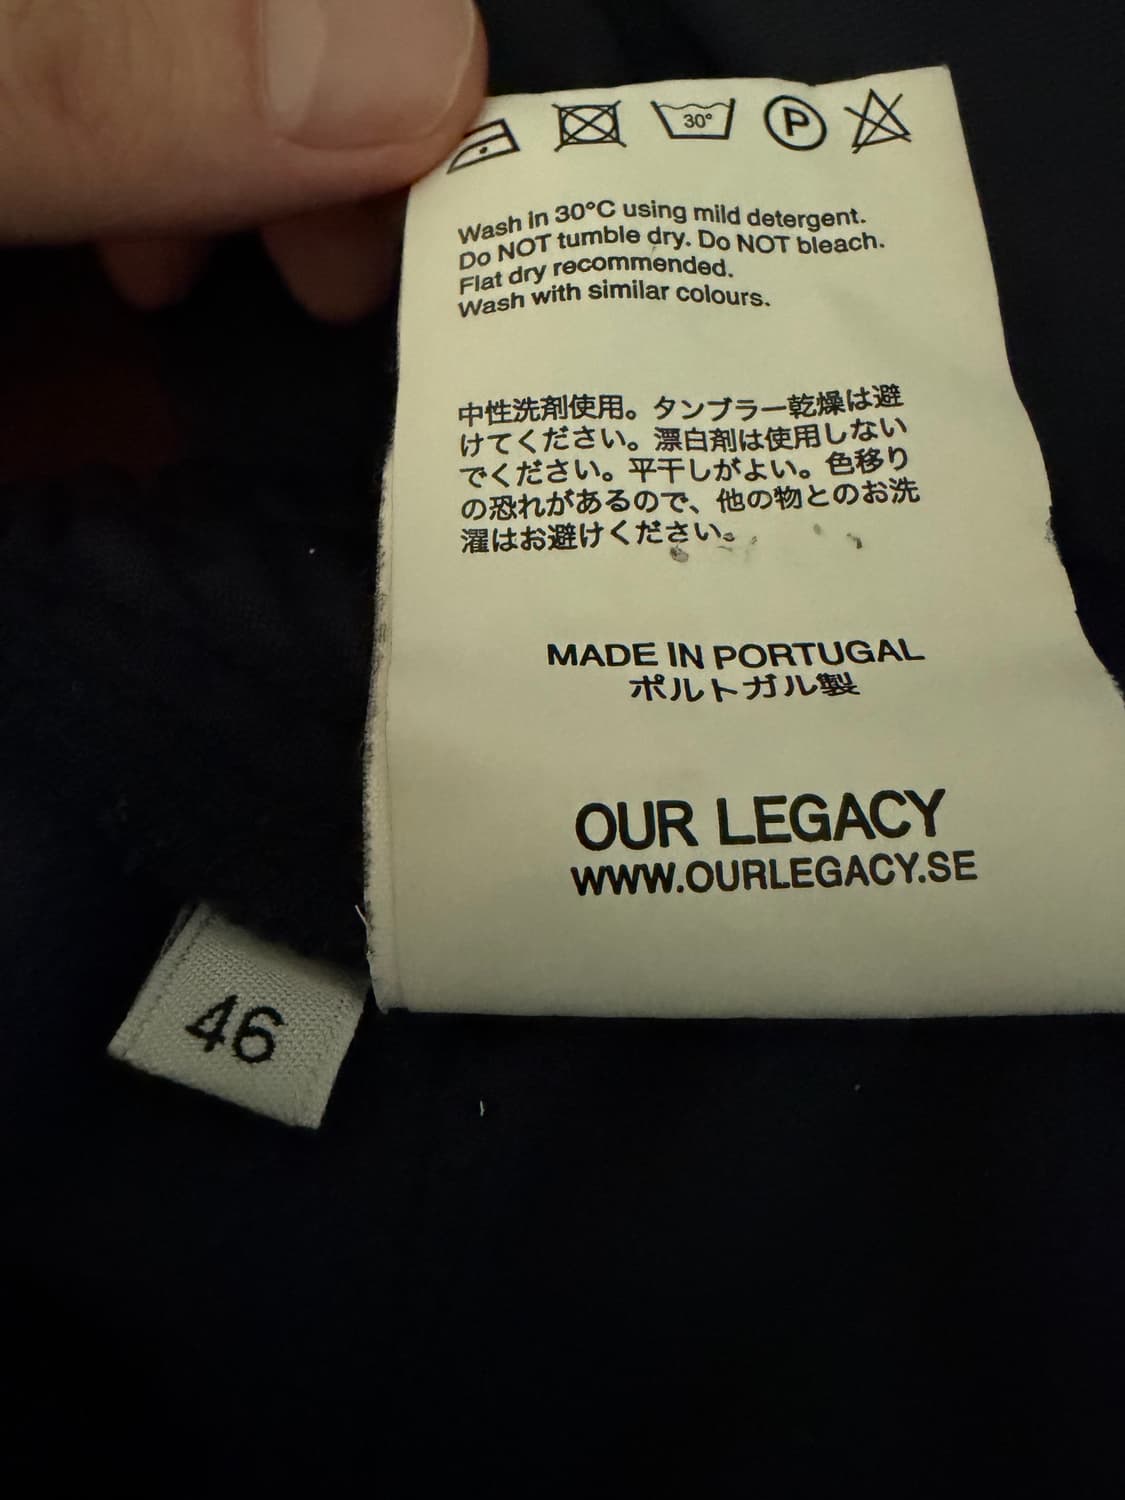 30°
P
Wash in 30°C using mild detergent.
Do NOT tumble dry. Do NOT bleach.
Flat dry recommended.
Wash with similar colours.
中性洗剤使用。タンブラー乾燥は避
けてください。漂白剤は使用しない
でください。平干しがよい。色移り
の恐れがあるので、他の物とのお洗
濯はお避けください。
MADE IN PORTUGAL
ポルトガル製
OUR LEGACY
WWW.OURLEGACY.SE
46